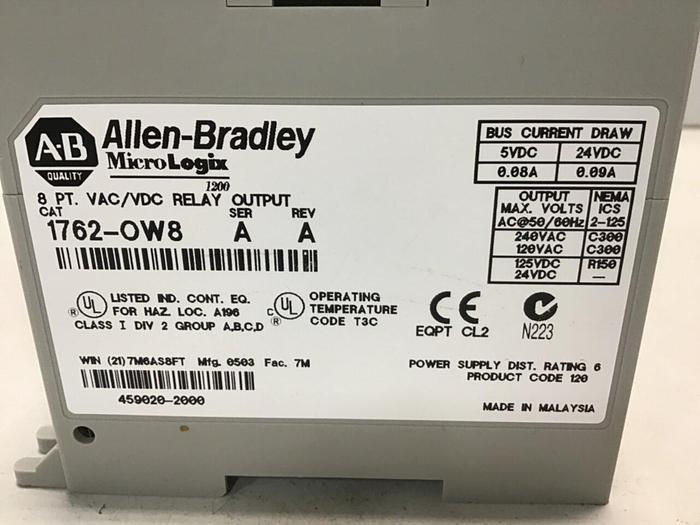 A·B
QUALITY
Allen-Bradley
MicroLogix
1200
8 PT. VAC/VDC RELAY OUTPUT
CAT SER REV
1762-OW8 A A
BUS CURRENT DRAW
5VDC 24VDC
0.08A 0.09A
OUTPUT NEMA
MAX. VOLTS ICS
AC@50/60Hz 2-125
240VAC C300
120VAC C300
125VDC R150
24VDC —
UL ® LISTED IND. CONT. EQ.
FOR HAZ. LOC. A196
CLASS I DIV 2 GROUP A,B,C,D
C UL ® OPERATING
TEMPERATURE
CODE T3C
CE
EQPT CL2
N223
WIN (21)7M6AS8FT Mfg. 0503 Fac. 7M
459020-2000
POWER SUPPLY DIST. RATING 6
PRODUCT CODE 120
MADE IN MALAYSIA